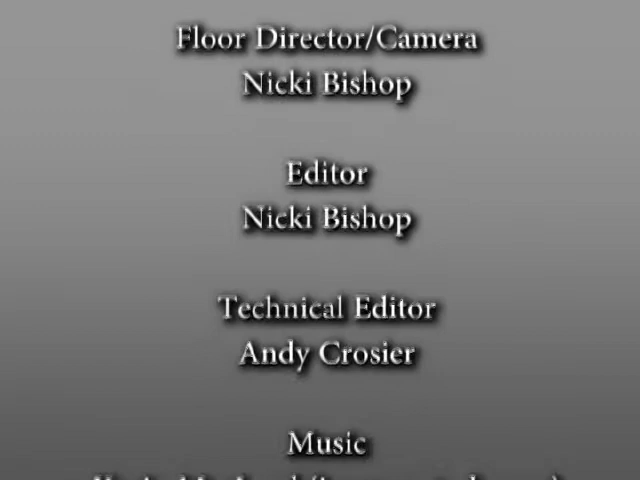 Floor Director/Camera
Nicki Bishop
Editor
Nicki Bishop
Technical Editor
Andy Crosier
Music